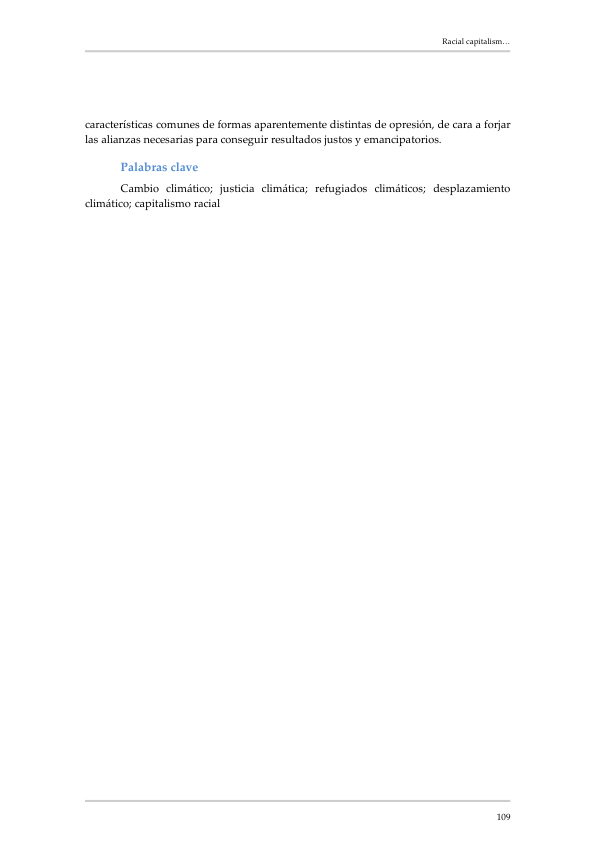 Racial capitalism…
características comunes de formas aparentemente distintas de opresión, de cara a forjar
las alianzas necesarias para conseguir resultados justos y emancipatorios.
Palabras clave
Cambio climático; justicia climática; refugiados climáticos; desplazamiento
climático; capitalismo racial
109